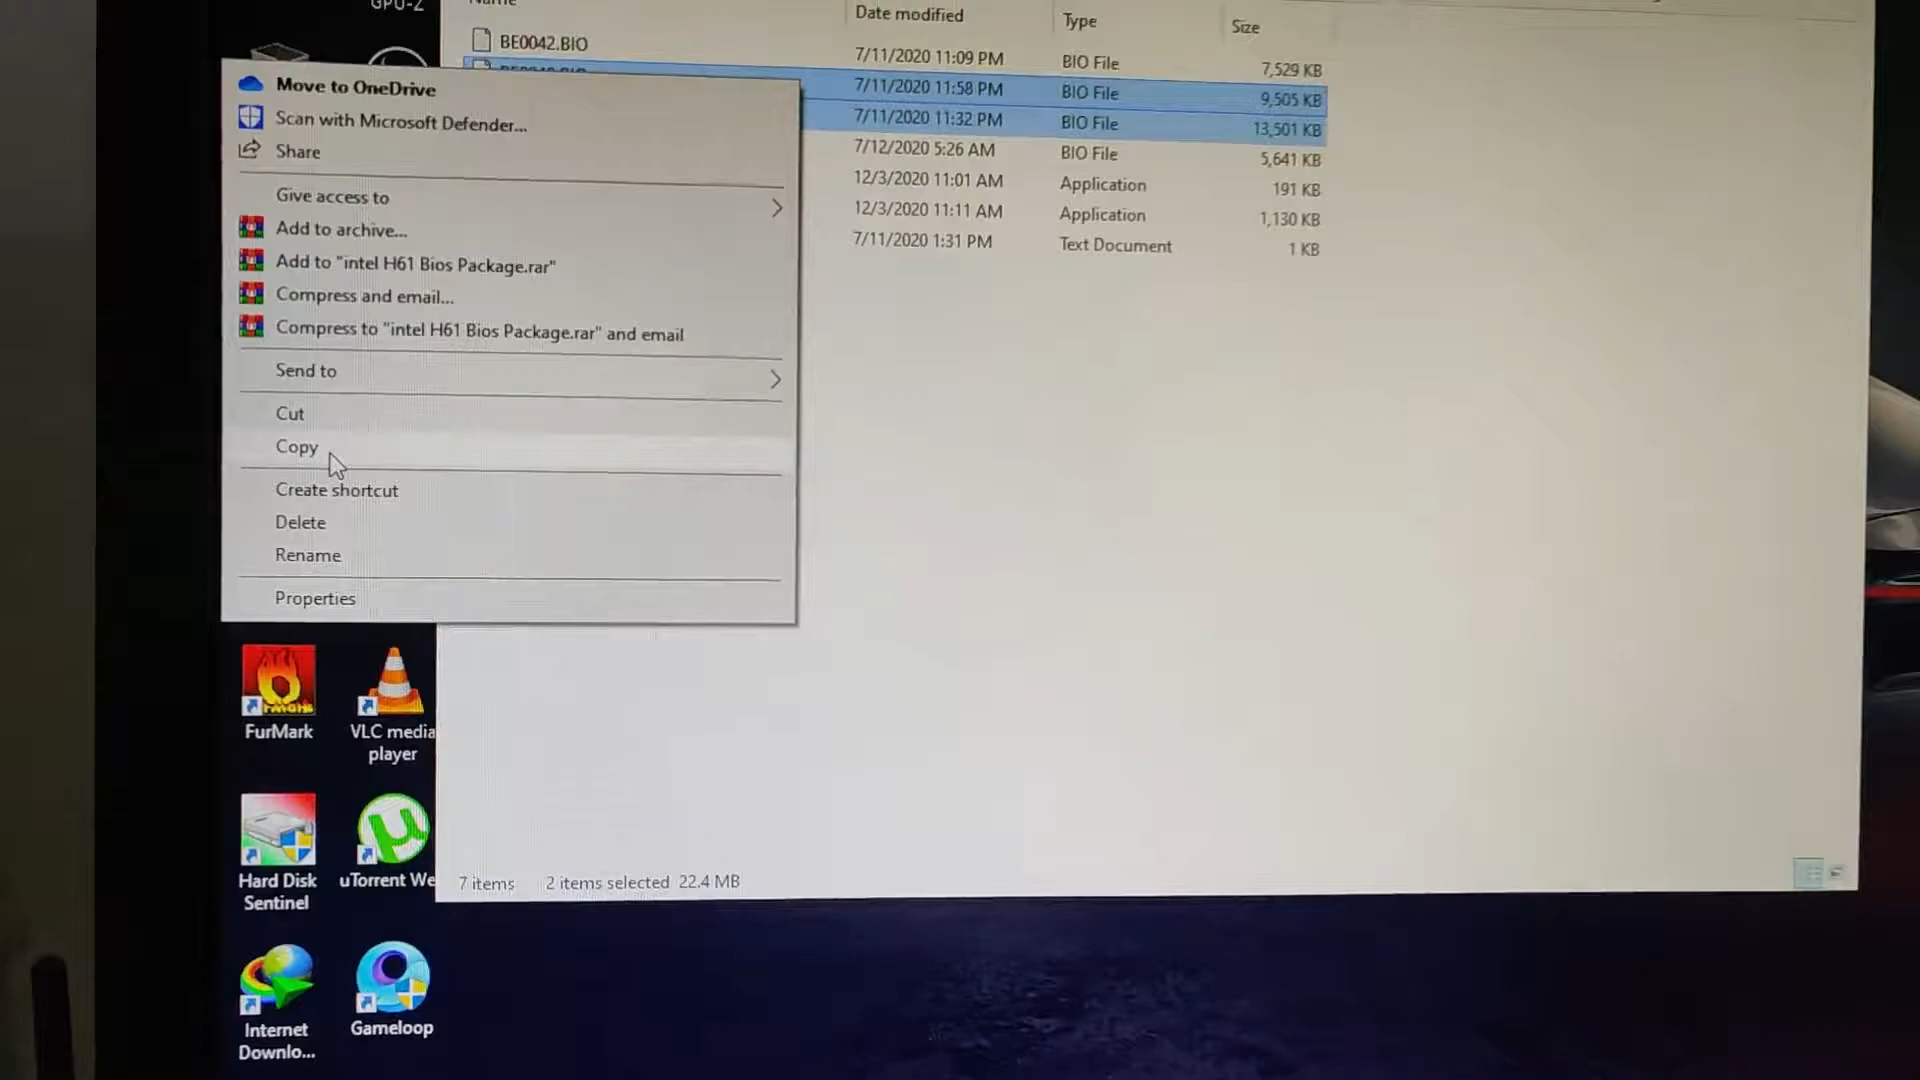 GPU-Z
Name
Date modified
Type
Size
BE0042.BIO
7/11/2020 11:09 PM
BIO File
7,529 KB
7/11/2020 11:58 PM
BIO File
9,505 KB
7/11/2020 11:32 PM
BIO File
13,501 KB
7/12/2020 5:26 AM
BIO File
5,641 KB
12/3/2020 11:01 AM
Application
191 KB
12/3/2020 11:11 AM
Application
1,130 KB
7/11/2020 1:31 PM
Text Document
1 KB
Move to OneDrive
Scan with Microsoft Defender...
Share
Give access to
Add to archive...
Add to "intel H61 Bios Package.rar"
Compress and email...
Compress to "intel H61 Bios Package.rar" and email
Send to
Cut
Copy
Create shortcut
Delete
Rename
Properties
FurMark
VLC media
player
Hard Disk
Sentinel
uTorrent We
7 items
2 items selected 22.4 MB
Internet
Downlo...
Gameloop